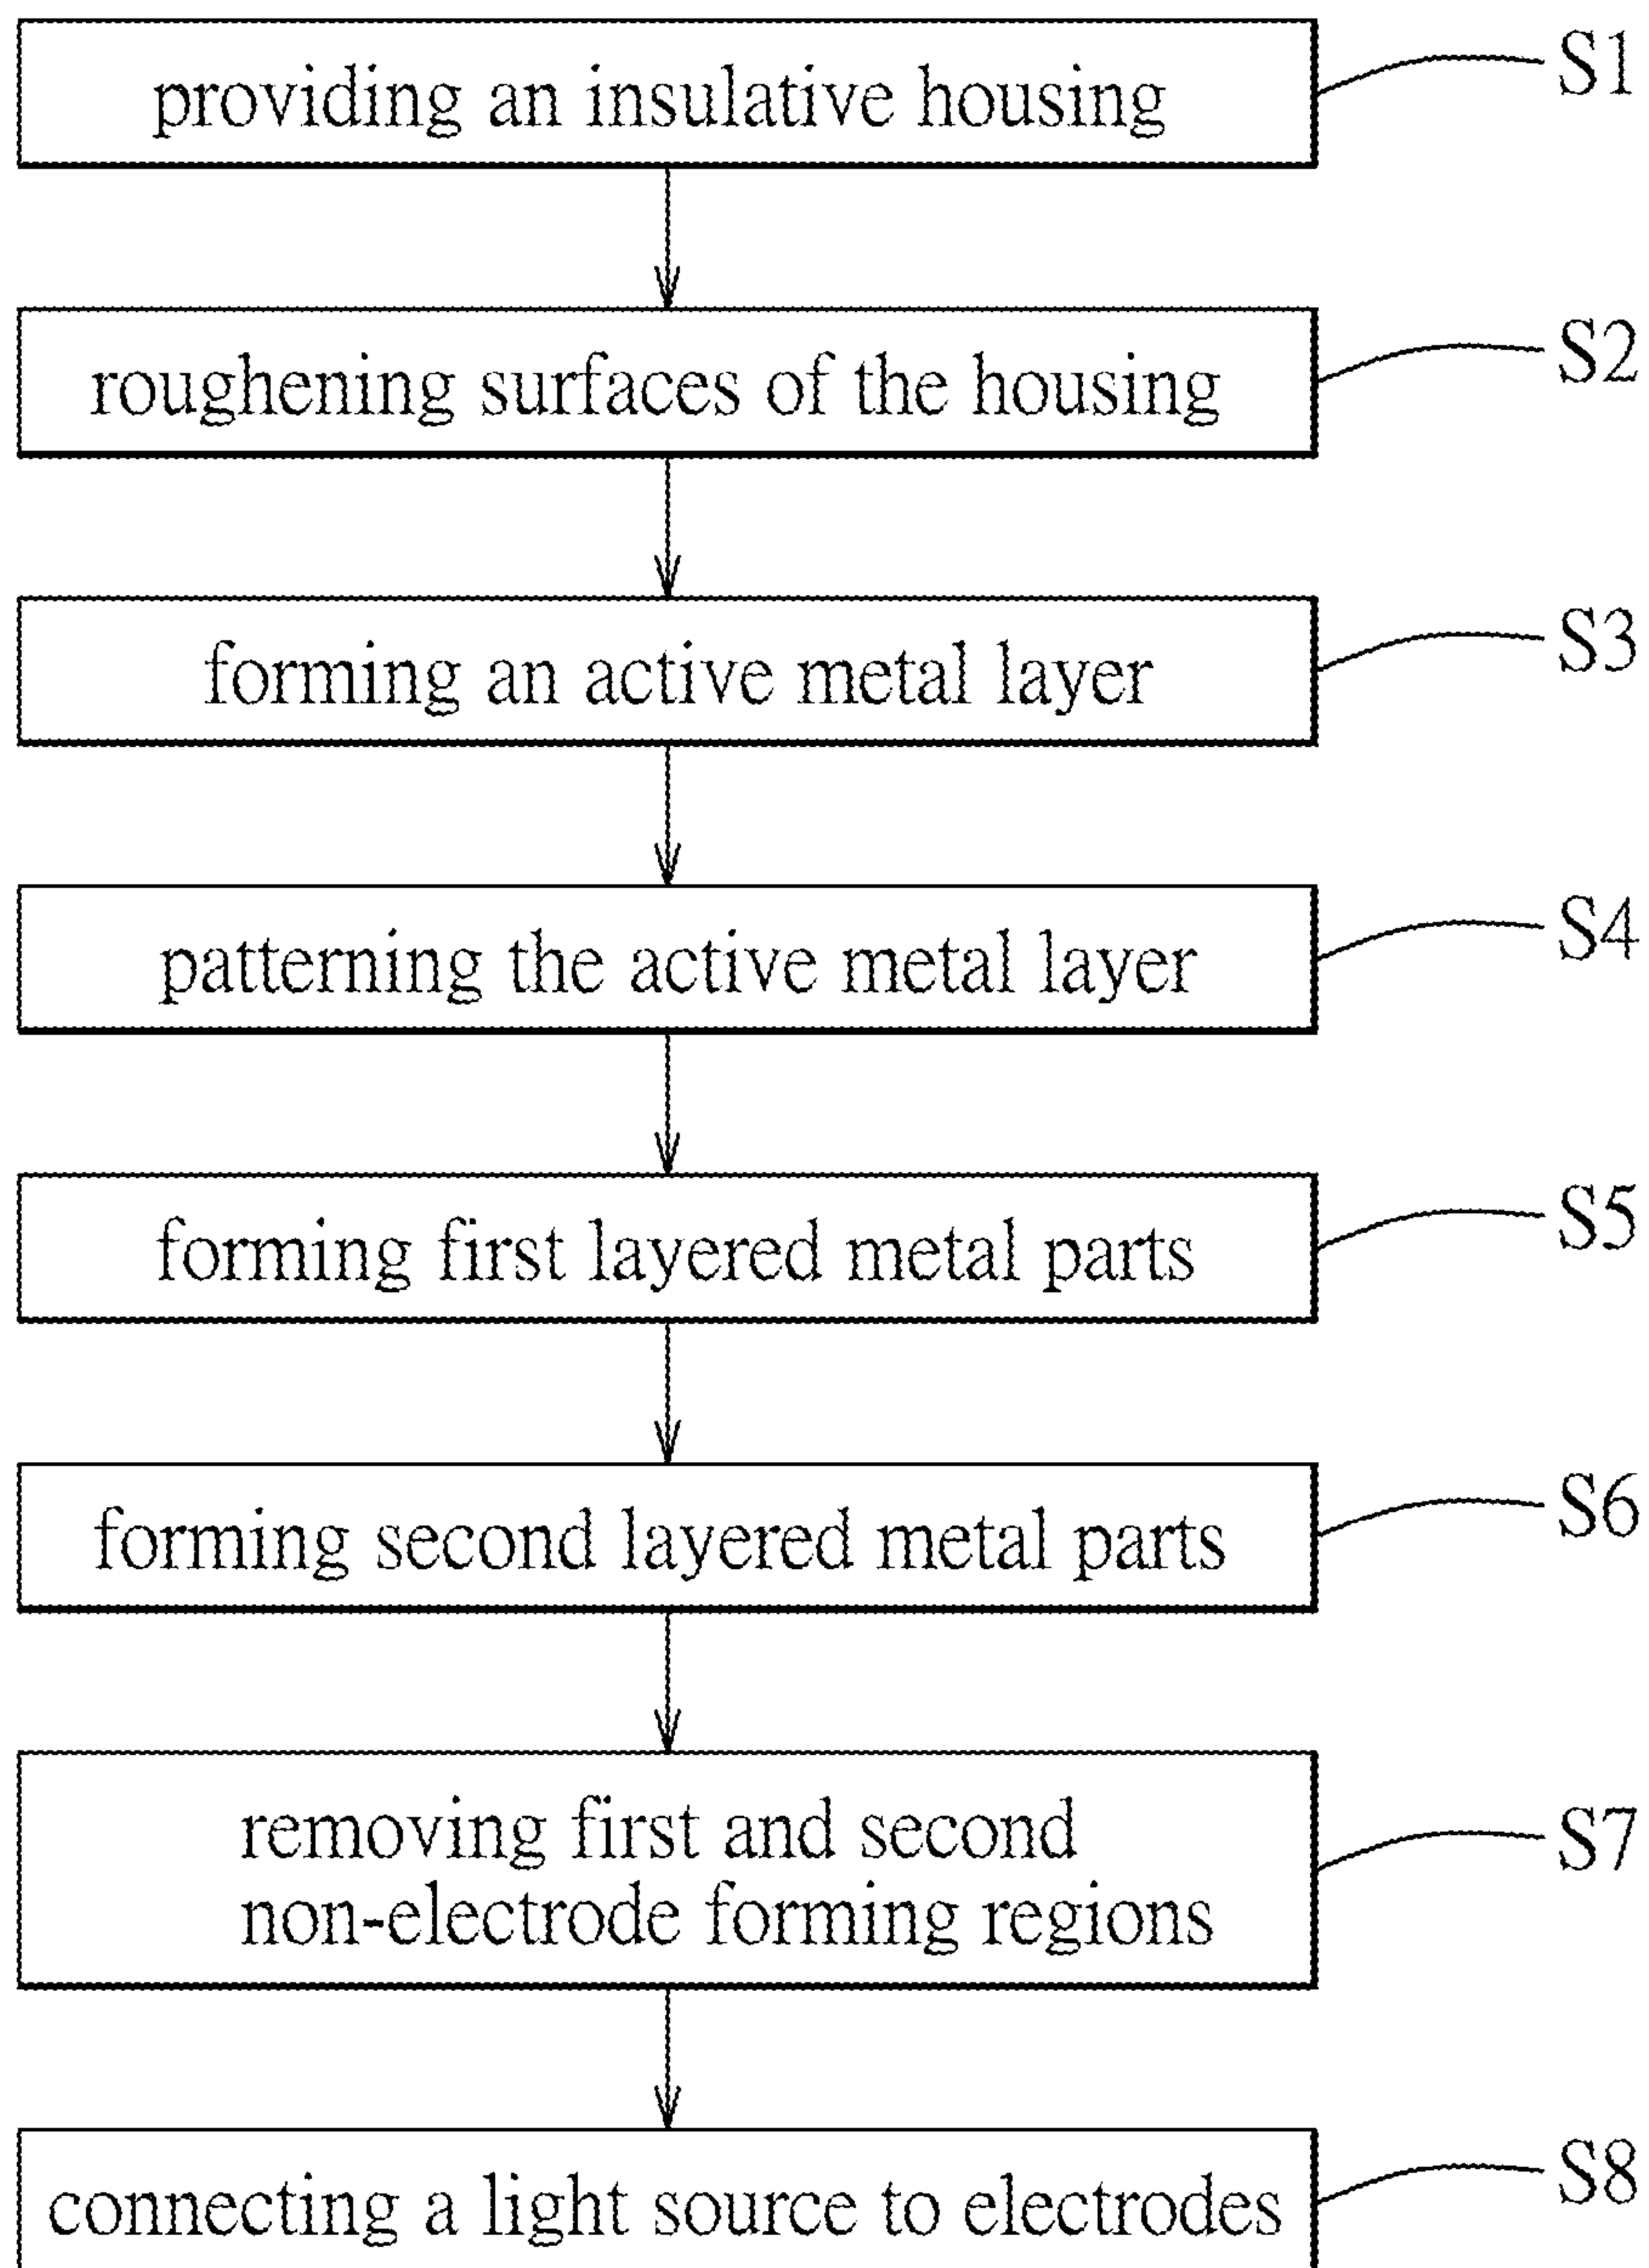 providing an insulative housing
S1
roughening surfaces of the housing
S2
forming an active metal layer
S3
patterning the active metal layer
S4
forming first layered metal parts
S5
forming second layered metal parts
S6
removing first and second
non-electrode forming regions
S7
connecting a light source to electrodes
S8